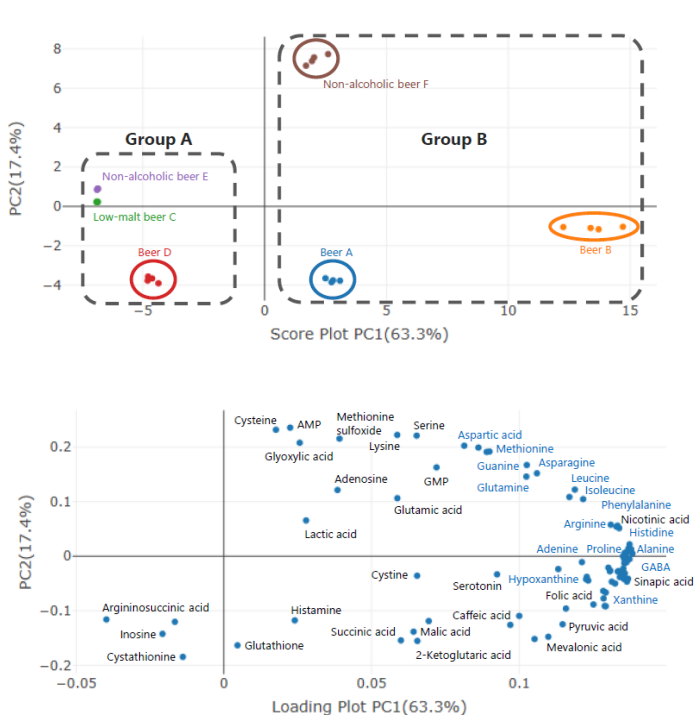 8
6
4
2
0
−2
−4
PC2(17.4%)
Non-alcoholic beer F
Group A
Group B
Non-alcoholic beer E
Low-malt beer C
Beer D
Beer A
Beer B
−5
0
5
10
15
Score Plot PC1(63.3%)
0.2
0.1
0
−0.1
−0.2
PC2(17.4%)
Cysteine
AMP
Methionine
sulfoxide
Serine
Glyoxylic acid
Lysine
Aspartic acid
Methionine
Adenosine
GMP
Guanine
Asparagine
Glutamine
Leucine
Isoleucine
Glutamic acid
Phenylalanine
Lactic acid
Arginine
Nicotinic acid
Histidine
Adenine
Proline
Alanine
Cystine
Serotonin
Hypoxanthine
GABA
Sinapic acid
Folic acid
Xanthine
Argininosuccinic acid
Histamine
Caffeic acid
Inosine
Succinic acid
Malic acid
Pyruvic acid
Cystathionine
Glutathione
2-Ketoglutaric acid
Mevalonic acid
−0.05
0
0.05
0.1
Loading Plot PC1(63.3%)